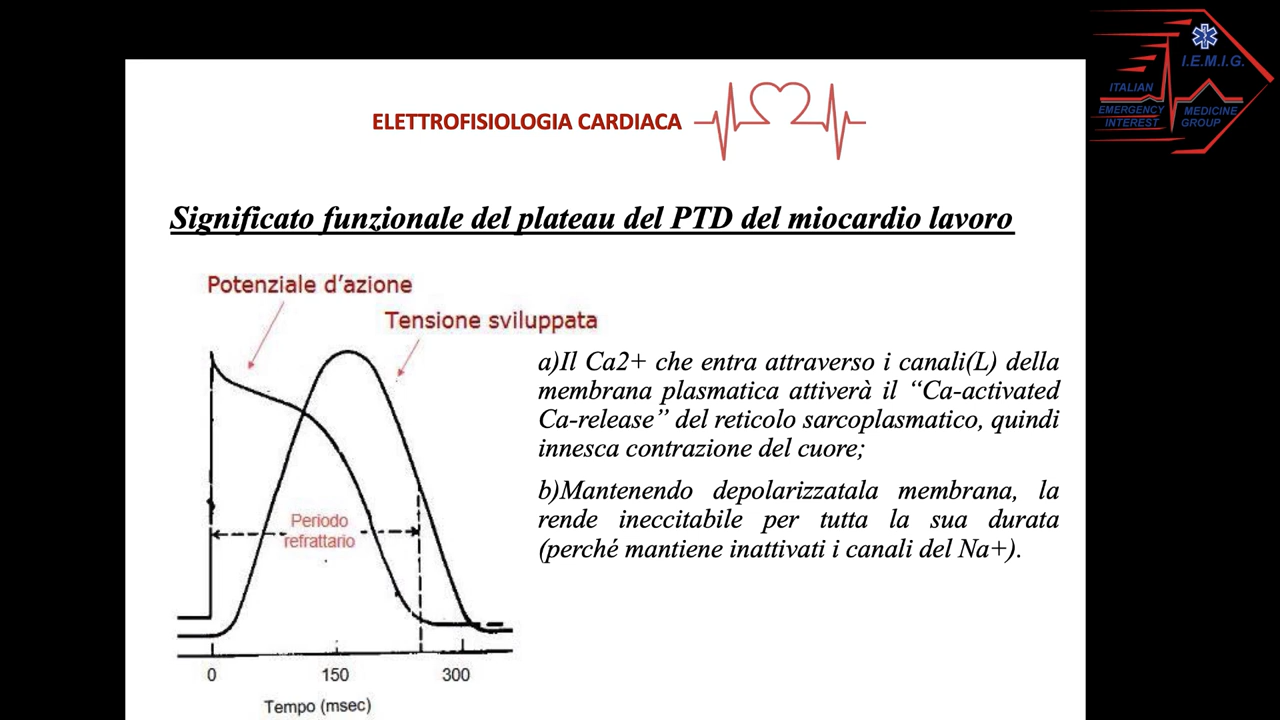 I.E.M.I.G.
ITALIAN
EMERGENCY MEDICINE
INTEREST GROUP
ELETTROFISIOLOGIA CARDIACA
Significato funzionale del plateau del PTD del miocardio lavoro
Potenziale d'azione
Tensione sviluppata
Periodo
refrattario
0 150 300
Tempo (msec)
a)Il Ca2+ che entra attraverso i canali(L) della
membrana plasmatica attiverà il “Ca-activated
Ca-release” del reticolo sarcoplasmatico, quindi
innesca contrazione del cuore;
b)Mantenendo depolarizzatala membrana, la
rende ineccitabile per tutta la sua durata
(perché mantiene inattivati i canali del Na+).